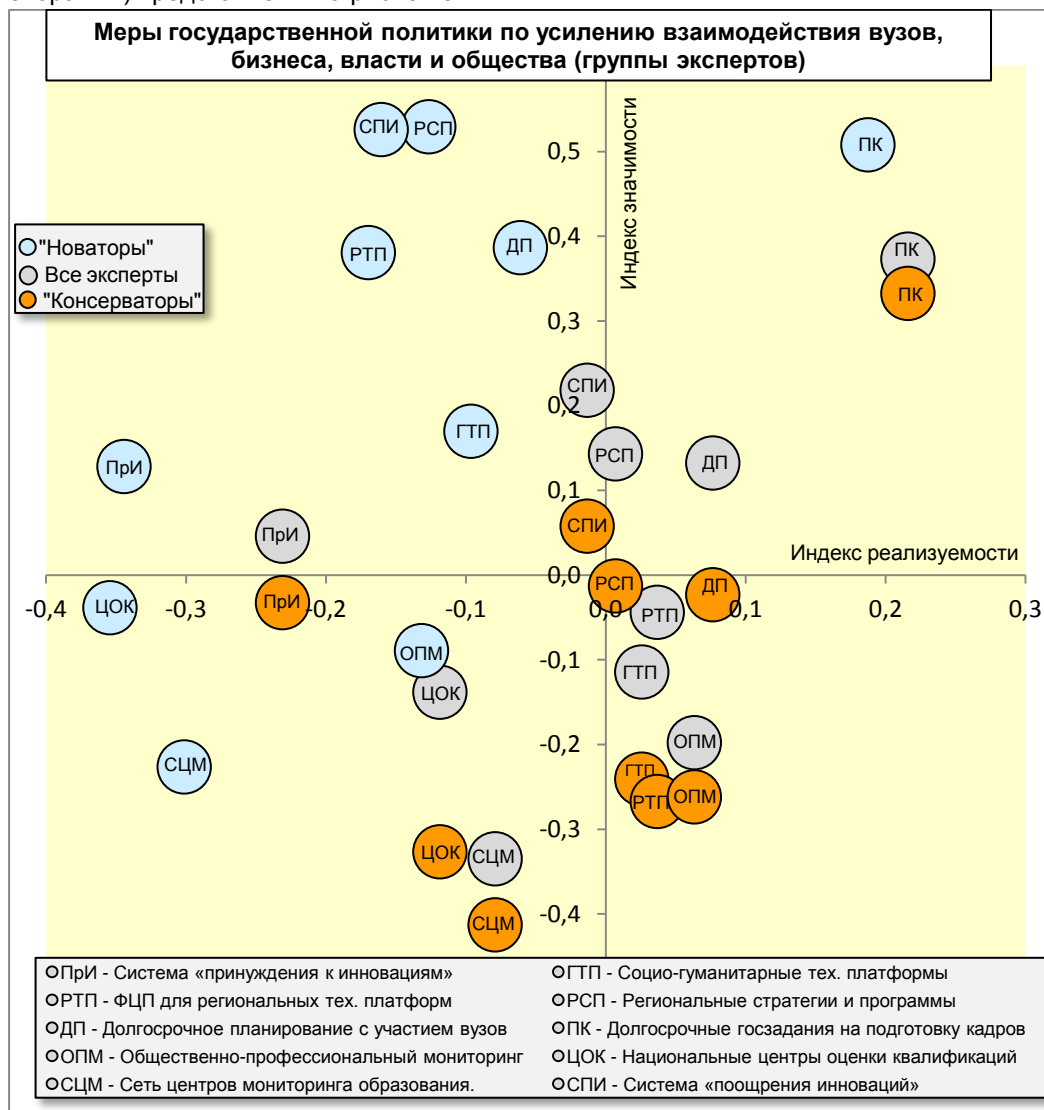 Меры государственной политики по усилению взаимодействия вузов,
бизнеса, власти и общества (группы экспертов)
Индекс значимости
Индекс реализуемости
"Новаторы"
Все эксперты
"Консерваторы"
СПИ РСП ПК
0,5
РТП ДП
0,4
ПК
ПК
0,3
СПИ
0,2
ГТП РСП ДП
ПрИ
0,1
ПрИ СПИ
0,0
ЦОК ПрИ РСП ДП
-0,4 -0,3 -0,2 -0,1 0,0 0,1 0,2 0,3
РТП
ОПМ
-0,1
ЦОК ГТП
-0,2
СЦМ ОПМ
ГТП
РТП ОПМ
-0,3
ЦОК СЦМ
-0,4
СЦМ
ПрИ - Система «принуждения к инновациям»
РТП - ФЦП для региональных тех. платформ
ДП - Долгосрочное планирование с участием вузов
ОПМ - Общественно-профессиональный мониторинг
СЦМ - Сеть центров мониторинга образования.
ГТП - Социо-гуманитарные тех. платформы
РСП - Региональные стратегии и программы
ПК - Долгосрочные госзадания на подготовку кадров
ЦОК - Национальные центры оценки квалификаций
СПИ - Система «поощрения инноваций»